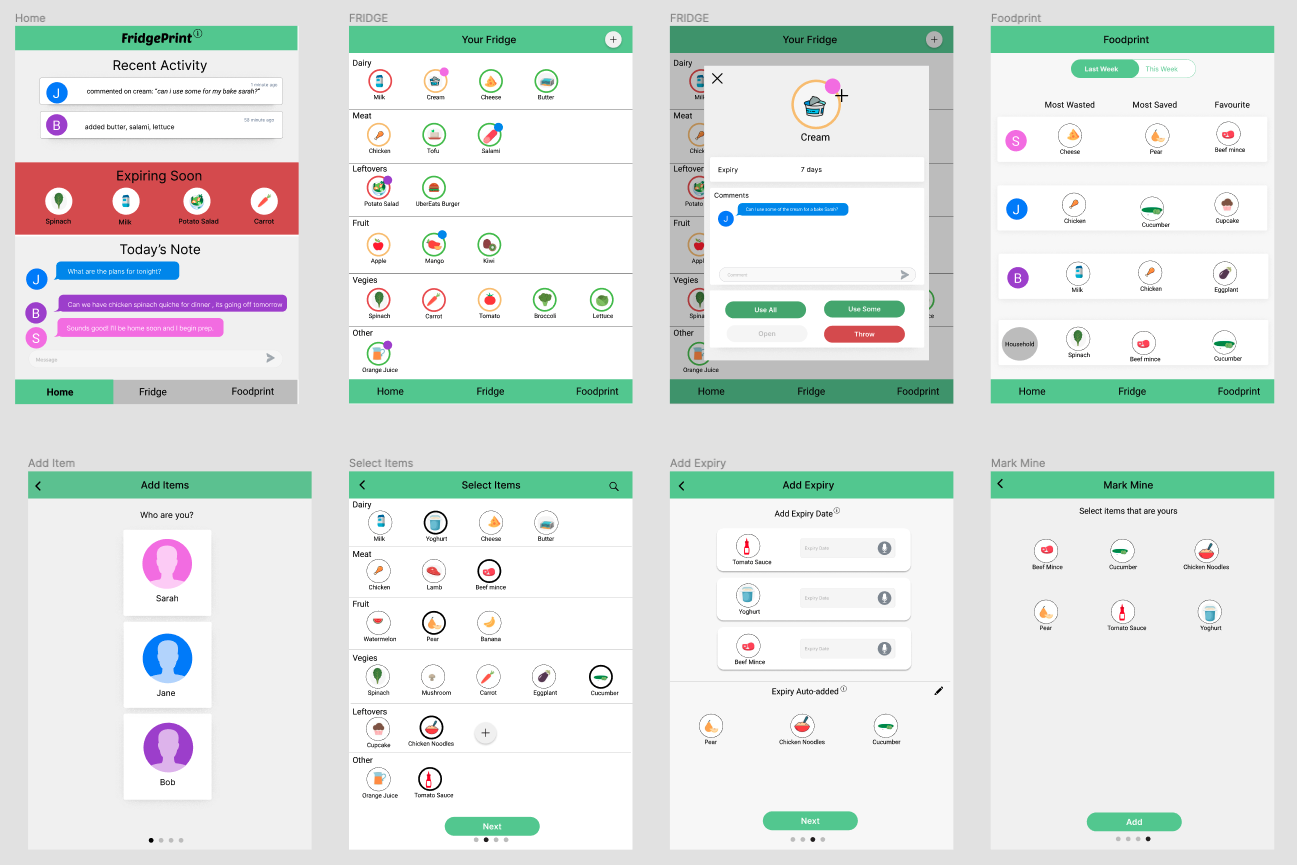 Home
FridgePrint
Recent Activity
1 minute ago
J
commented on cream: "can i use some for my bake sarah?"
58 minute ago
B
added butter, salami, lettuce
Expiring Soon
Spinach Milk Potato Salad Carrot
Today's Note
J What are the plans for tonight?
B Can we have chicken spinach quiche for dinner , its going off tomorrow
S Sounds good! I'll be home soon and I begin prep.
Message
Home Fridge Foodprint
FRIDGE
Your Fridge +
Dairy
Milk Cream Cheese Butter
Meat
Chicken Tofu Salami
Leftovers
Potato Salad UberEats Burger
Fruit
Apple Mango Kiwi
Vegies
Spinach Carrot Tomato Broccoli Lettuce
Other
Orange Juice
Home Fridge Foodprint
FRIDGE
Your Fridge +
Dairy
Cream
Meat
Expiry 7 days
Leftovers
Comments
J Can i use some of the cream for a bake Sarah?
Fruit
Comment
Vegies
Use All Use Some
Open Throw
Other
Orange Juice
Home Fridge Foodprint
Foodprint
Foodprint
Last Week This Week
Most Wasted Most Saved Favourite
S Cheese Pear Beef mince
J Chicken Cucumber Cupcake
B Milk Chicken Eggplant
Household Spinach Beef mince Cucumber
Home Fridge Foodprint
Add Item
Add Items
Who are you?
Sarah
Jane
Bob
Select Items
Select Items
Dairy
Milk Yoghurt Cheese Butter
Meat
Chicken Lamb Beef mince
Fruit
Watermelon Pear Banana
Vegies
Spinach Mushroom Carrot Eggplant Cucumber
Leftovers
Cupcake Chicken Noodles +
Other
Orange Juice Tomato Sauce
Next
Add Expiry
Add Expiry
Add Expiry Date
Tomato Sauce Expiry Date
Yoghurt Expiry Date
Beef Mince Expiry Date
Expiry Auto-added
Pear Chicken Noodles Cucumber
Next
Mark Mine
Mark Mine
Select items that are yours
Beef Mince Cucumber Chicken Noodles
Pear Tomato Sauce Yoghurt
Add